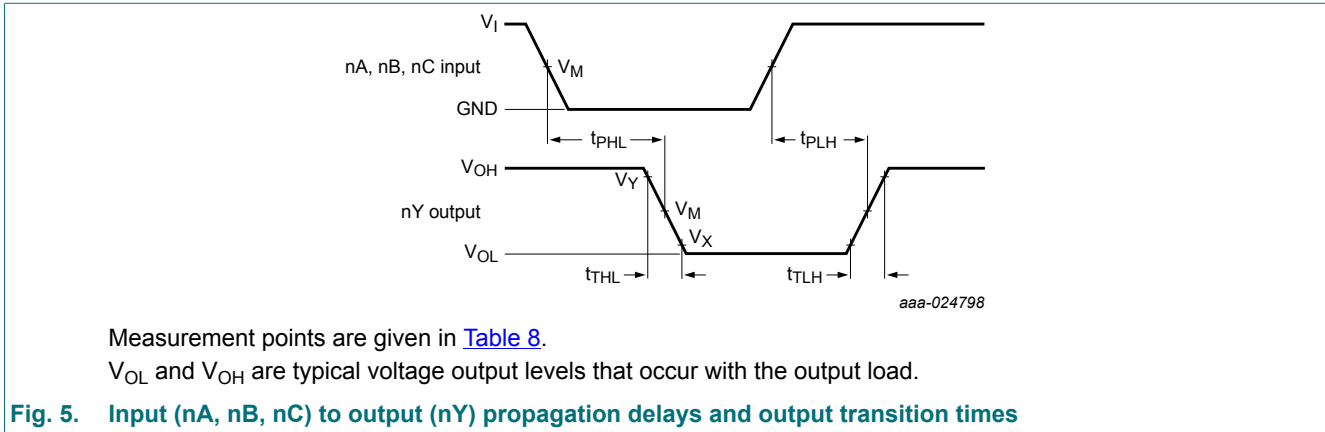 V_I
nA, nB, nC input
V_M
GND
t_PHL
t_PLH
V_OH
V_Y
nY output
V_M
V_X
V_OL
t_THL
t_TLH
aaa-024798
Measurement points are given in Table 8.
V_OL and V_OH are typical voltage output levels that occur with the output load.
Fig. 5. Input (nA, nB, nC) to output (nY) propagation delays and output transition times